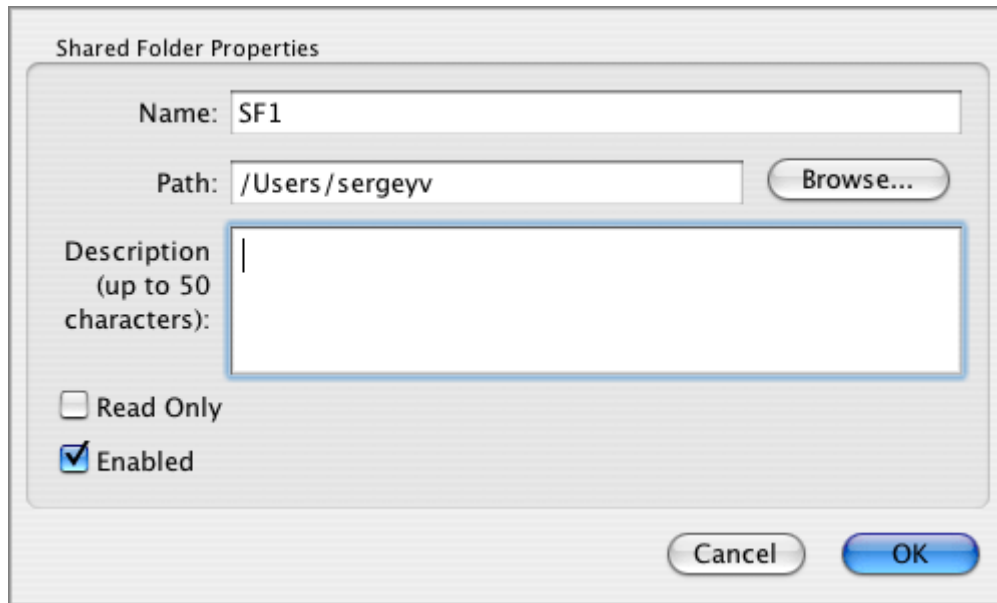 Shared Folder Properties
Name: SF1
Path: /Users/sergeyv Browse...
Description
(up to 50
characters):
Read Only
Enabled
Cancel OK